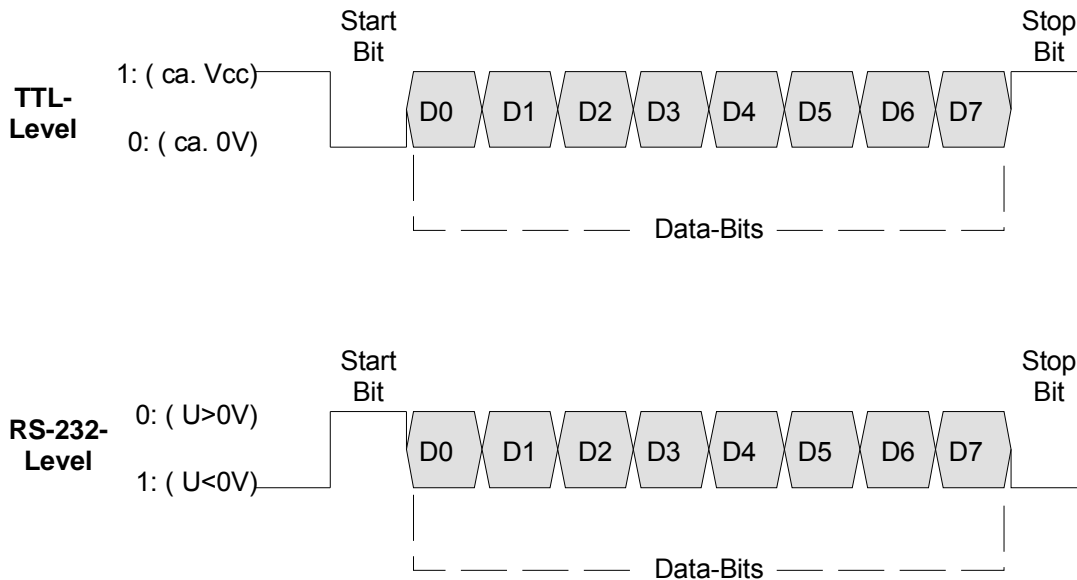 Start
Bit
Stop
Bit
TTL-
Level
1: ( ca. Vcc)
0: ( ca. 0V)
D0 D1 D2 D3 D4 D5 D6 D7
Data-Bits
Start
Bit
Stop
Bit
RS-232-
Level
0: ( U>0V)
1: ( U<0V)
D0 D1 D2 D3 D4 D5 D6 D7
Data-Bits